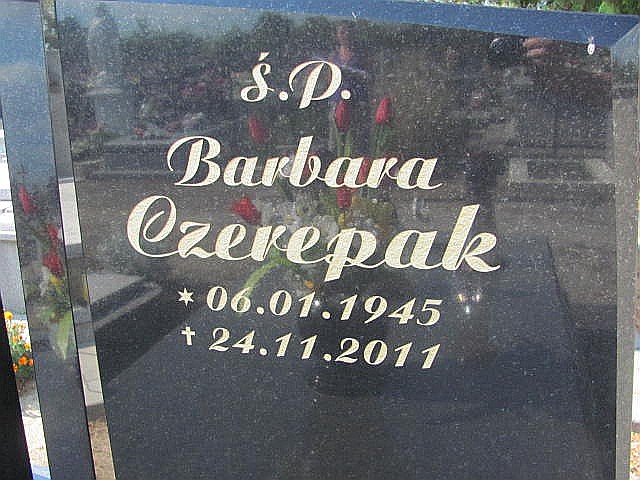 ś.P.
Barbara
Czerepak
* 06.01.1945
✝ 24.11.2011